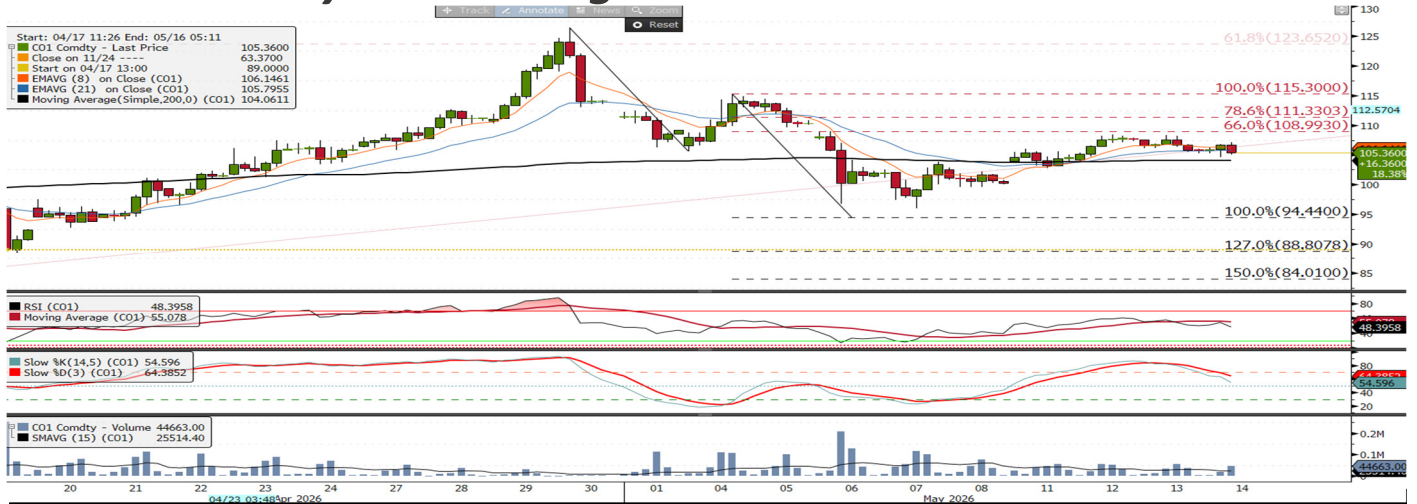 Track Annotate News Zoom
Reset
Start: 04/17 11:26 End: 05/16 05:11
CO1 Comdty - Last Price 105.3600
Close on 11/24 ---- 63.3700
Start on 04/17 13:00 89.0000
EMAVG (8) on Close (CO1) 106.1461
EMAVG (21) on Close (CO1) 105.7955
Moving Average(Simple,200,0) (CO1) 104.0611
130
61.8%(123.6520)
125
120
100.0%(115.3000)
115
78.6%(111.3303)
112.5704
66.0%(108.9930)
110
105.3600
+16.3600
18.38%
100
100.0%(94.4400)
95
90
127.0%(88.8078)
85
150.0%(84.0100)
RSI (CO1) 48.3958
Moving Average (CO1) 55.078
80
48.3958
40
Slow %K(14,5) (CO1) 54.596
Slow %D(3) (CO1) 64.3852
80
64.3852
54.596
40
20
CO1 Comdty - Volume 44663.00
SMAVG (15) (CO1) 25514.40
0.2M
0.1M
44663.00
0
20 21 22 23 24 27 28 29 30 01 04 05 06 07 08 11 12 13 14
04/23 03:48 Apr 2026 May 2026